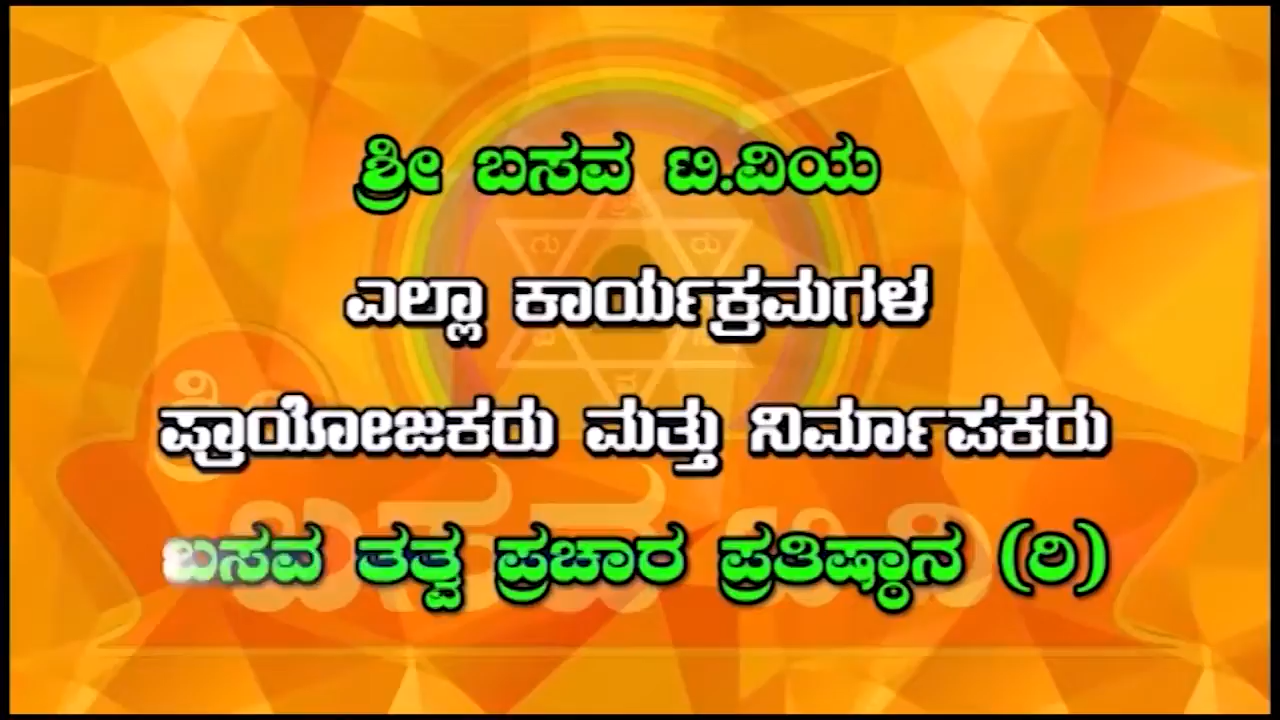 ಶ್ರೀ ಬಸವ ಟಿ.ವಿಯ
ಎಲ್ಲಾ ಕಾರ್ಯಕ್ರಮಗಳ
ಪ್ರಾಯೋಜಕರು ಮತ್ತು ನಿರ್ಮಾಪಕರು
ಬಸವ ತತ್ವ ಪ್ರಚಾರ ಪ್ರತಿಷ್ಠಾನ (ರಿ)